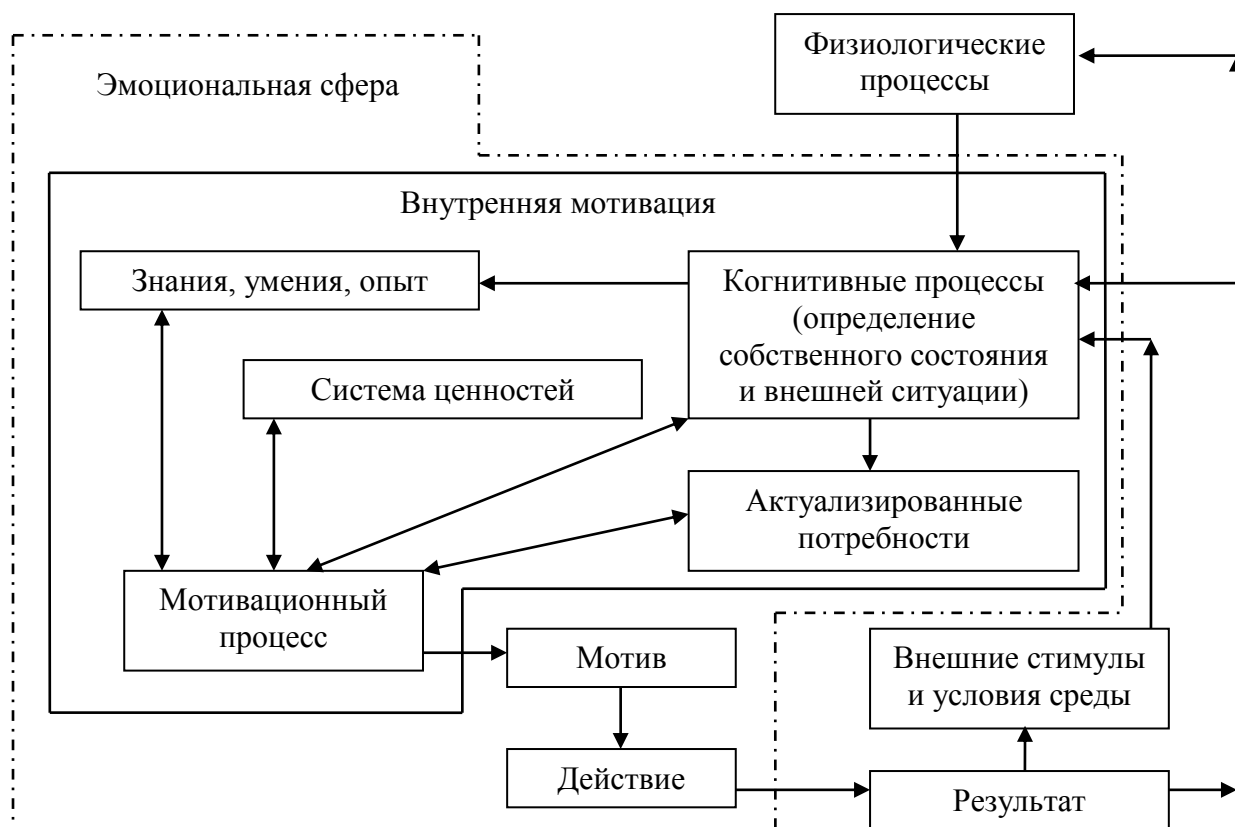 Физиологические
процессы
Эмоциональная сфера
Внутренняя мотивация
Знания, умения, опыт
Когнитивные процессы
(определение
собственного состояния
и внешней ситуации)
Система ценностей
Актуализированные
потребности
Мотивационный
процесс
Мотив
Внешние стимулы
и условия среды
Действие
Результат